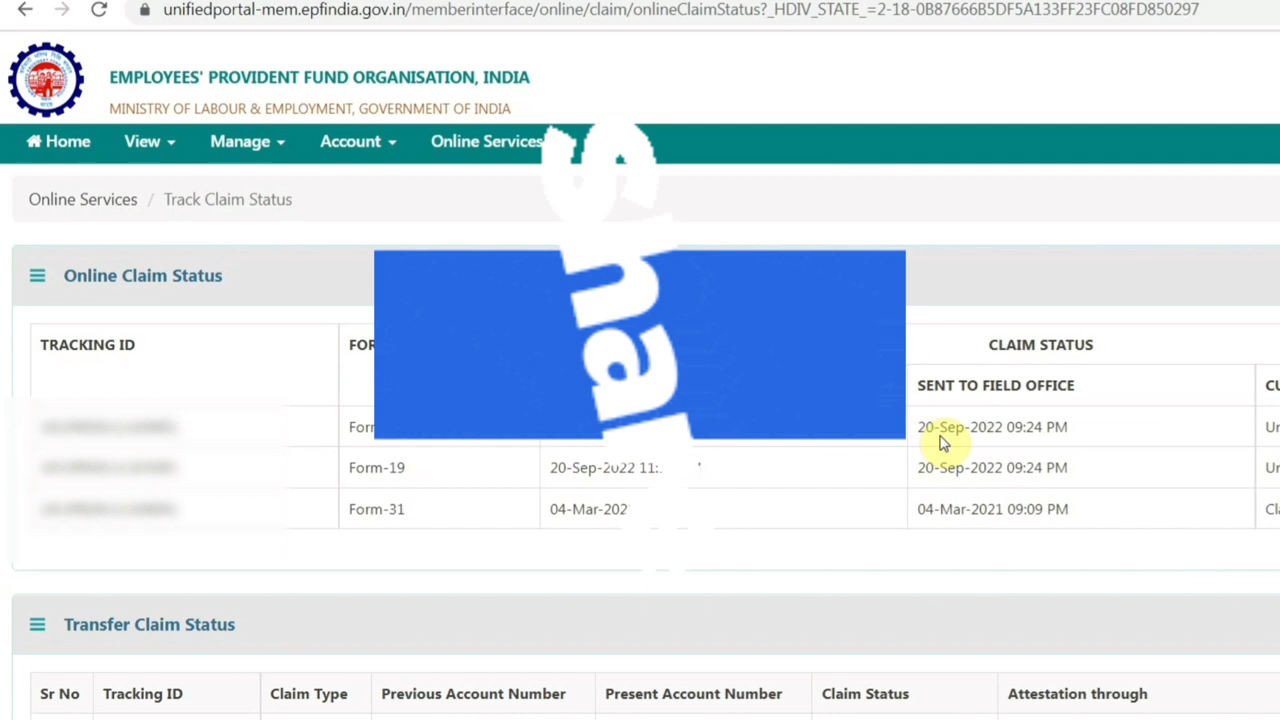 unifiedportal-mem.epfindia.gov.in/memberinterface/online/claim/onlineClaimStatus?_HDIV_STATE_=2-18-0B87666B5DF5A133FF23FC08FD850297
EMPLOYEES' PROVIDENT FUND ORGANISATION, INDIA
MINISTRY OF LABOUR & EMPLOYMENT, GOVERNMENT OF INDIA
Home View Manage Account Online Services
Online Services / Track Claim Status
Online Claim Status
TRACKING ID CLAIM STATUS
SENT TO FIELD OFFICE
20-Sep-2022 09:24 PM
Form-19 20-Sep-2022 20-Sep-2022 09:24 PM
Form-31 04-Mar-2021 09:09 PM
Transfer Claim Status
Sr No Tracking ID Claim Type Previous Account Number Present Account Number Claim Status Attestation through